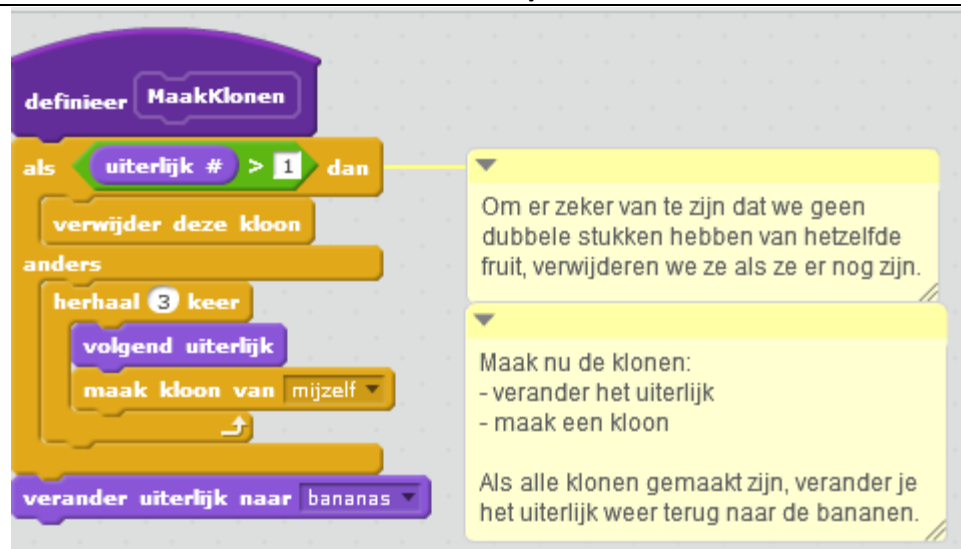 definieer MaakKlonen
als uiterlijk # > 1 dan
verwijder deze kloon
anders
herhaal 3 keer
volgend uiterlijk
maak kloon van mijzelf
verander uiterlijk naar bananas
Om er zeker van te zijn dat we geen
dubbele stukken hebben van hetzelfde
fruit, verwijderen we ze als ze er nog zijn.
Maak nu de klonen:
- verander het uiterlijk
- maak een kloon
Als alle klonen gemaakt zijn, verander je
het uiterlijk weer terug naar de bananen.